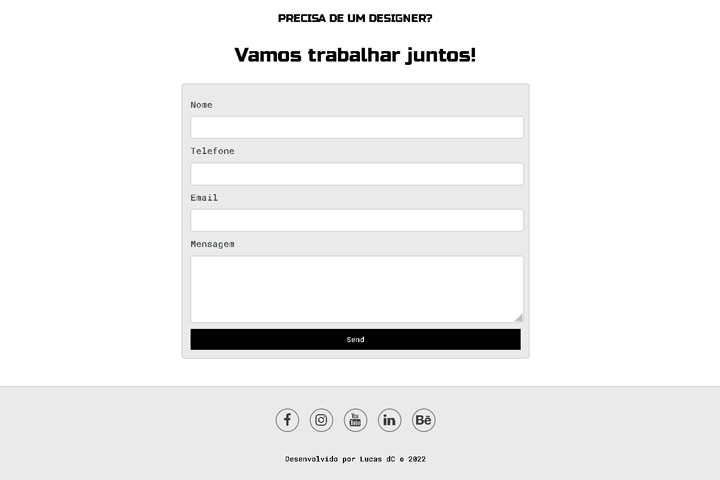 PRECISA DE UM DESIGNER?
Vamos trabalhar juntos!
Nome
Telefone
Email
Mensagem
Send
You Tube in Bē
Desenvolvido por Lucas dC © 2022